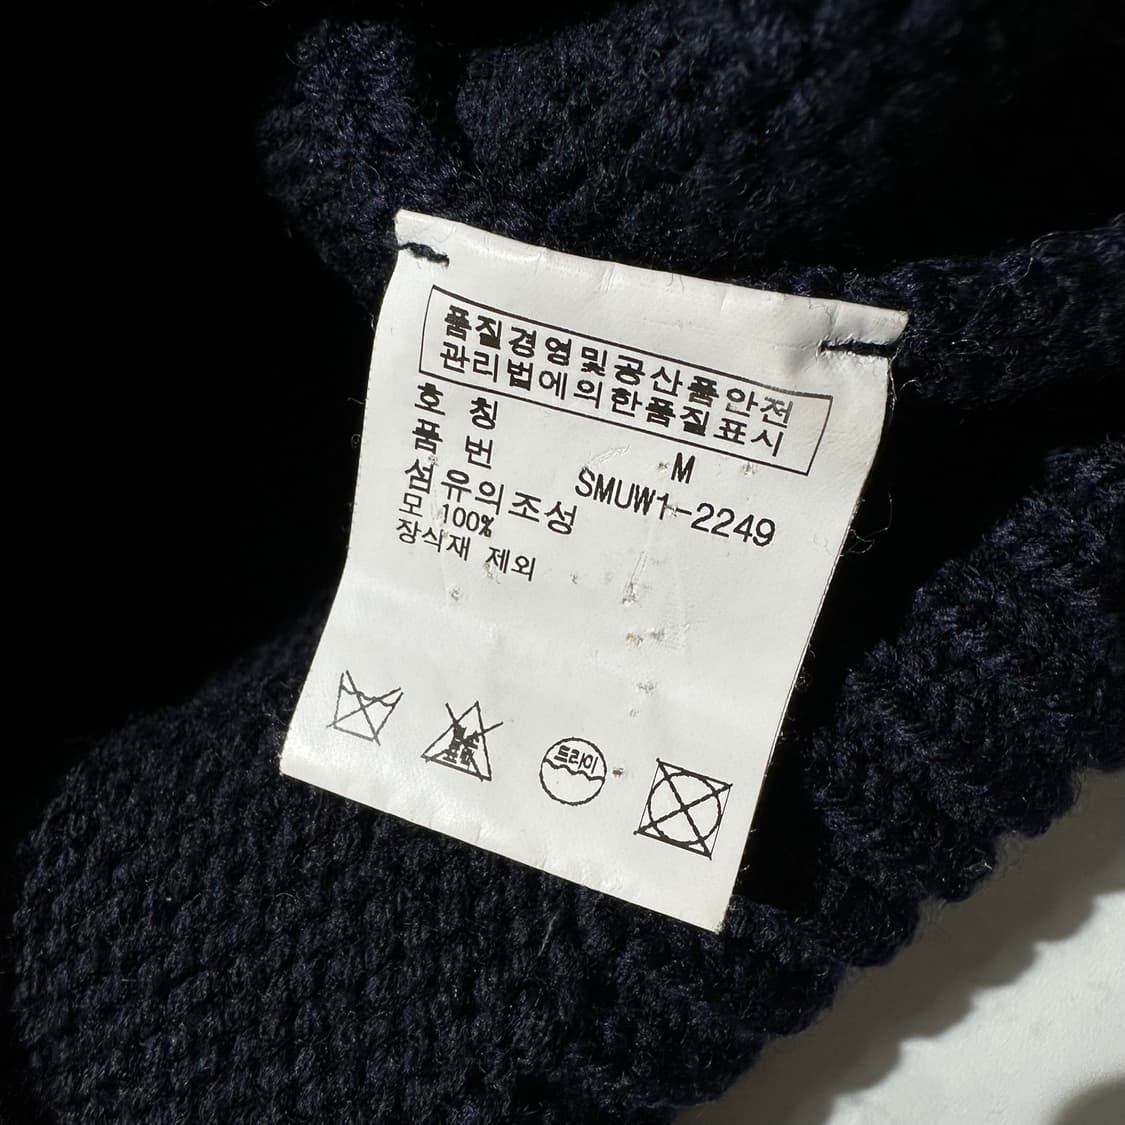 품질경영및공산품안전
관리법에의한품질표시
호 칭 M
품 번 SMUW1-2249
섬유의조성
모 100%
장식재 제외
드라이